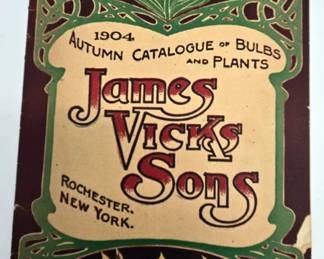 1904
AUTUMN CATALOGUE OF BULBS
AND PLANTS
James
Vicks
Sons
ROCHESTER.
NEW YORK.